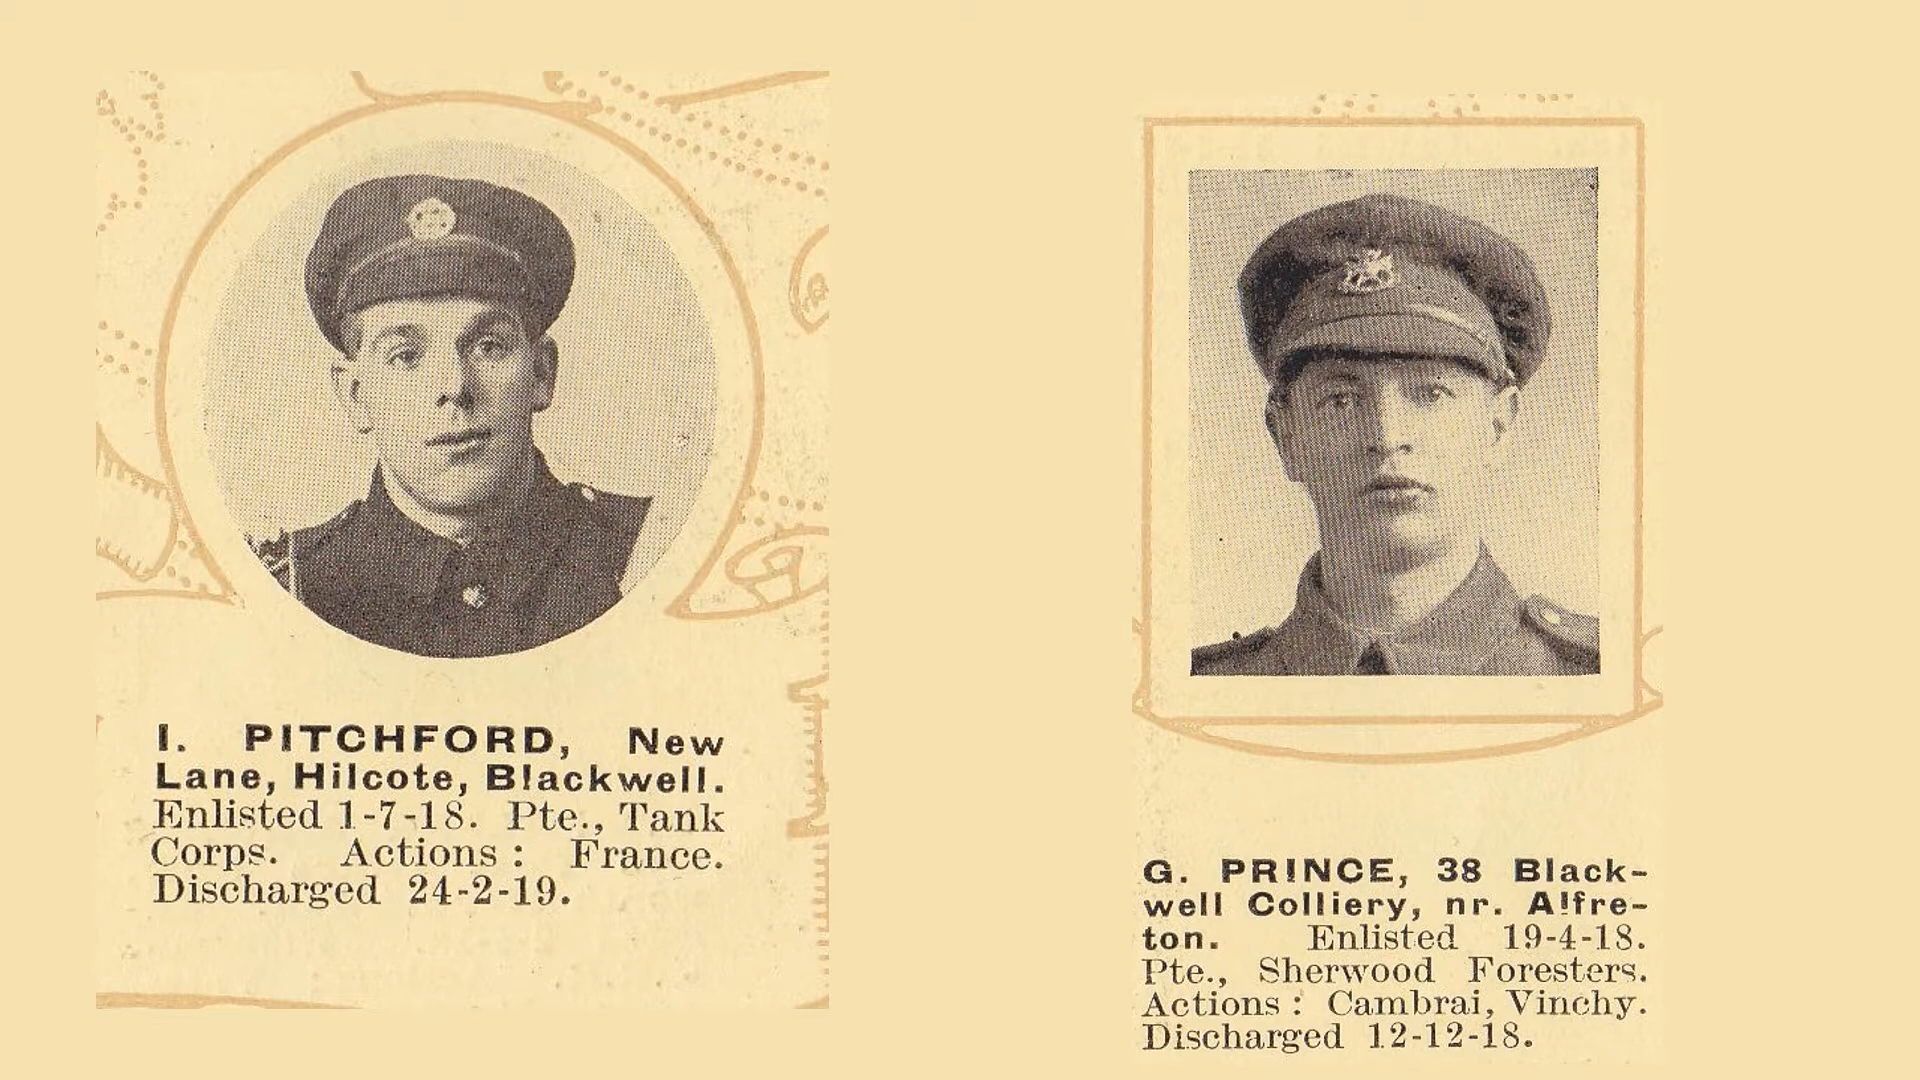 I. PITCHFORD, New
Lane, Hilcote, Blackwell.
Enlisted 1-7-18. Pte., Tank
Corps. Actions : France.
Discharged 24-2-19.
G. PRINCE, 38 Black-
well Colliery, nr. Alfre-
ton. Enlisted 19-4-18.
Pte., Sherwood Foresters.
Actions : Cambrai, Vinchy.
Discharged 12-12-18.